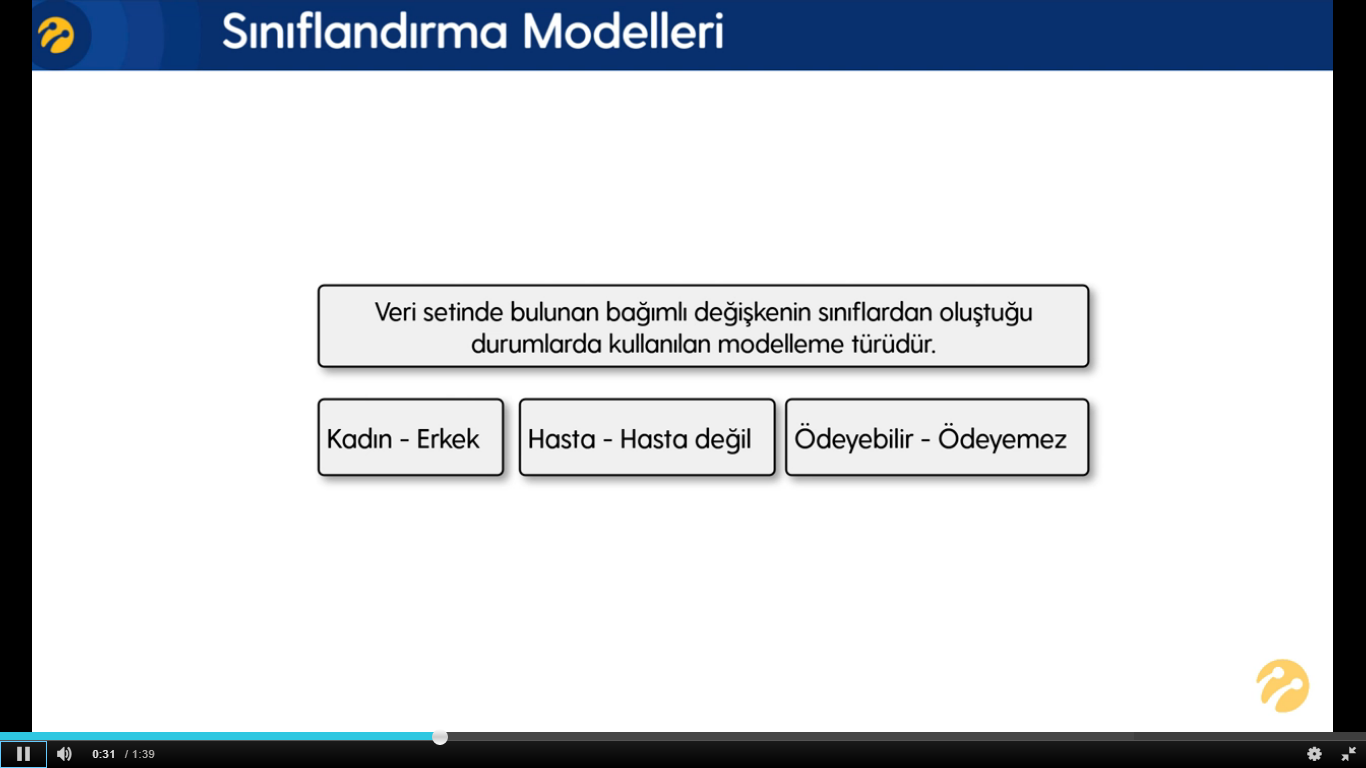 Sınıflandırma Modelleri
Veri setinde bulunan bağımlı değişkenin sınıflardan oluştuğu
durumlarda kullanılan modelleme türüdür.
Kadın - Erkek
Hasta - Hasta değil
Ödeyebilir - Ödeyemez
0:31 / 1:39